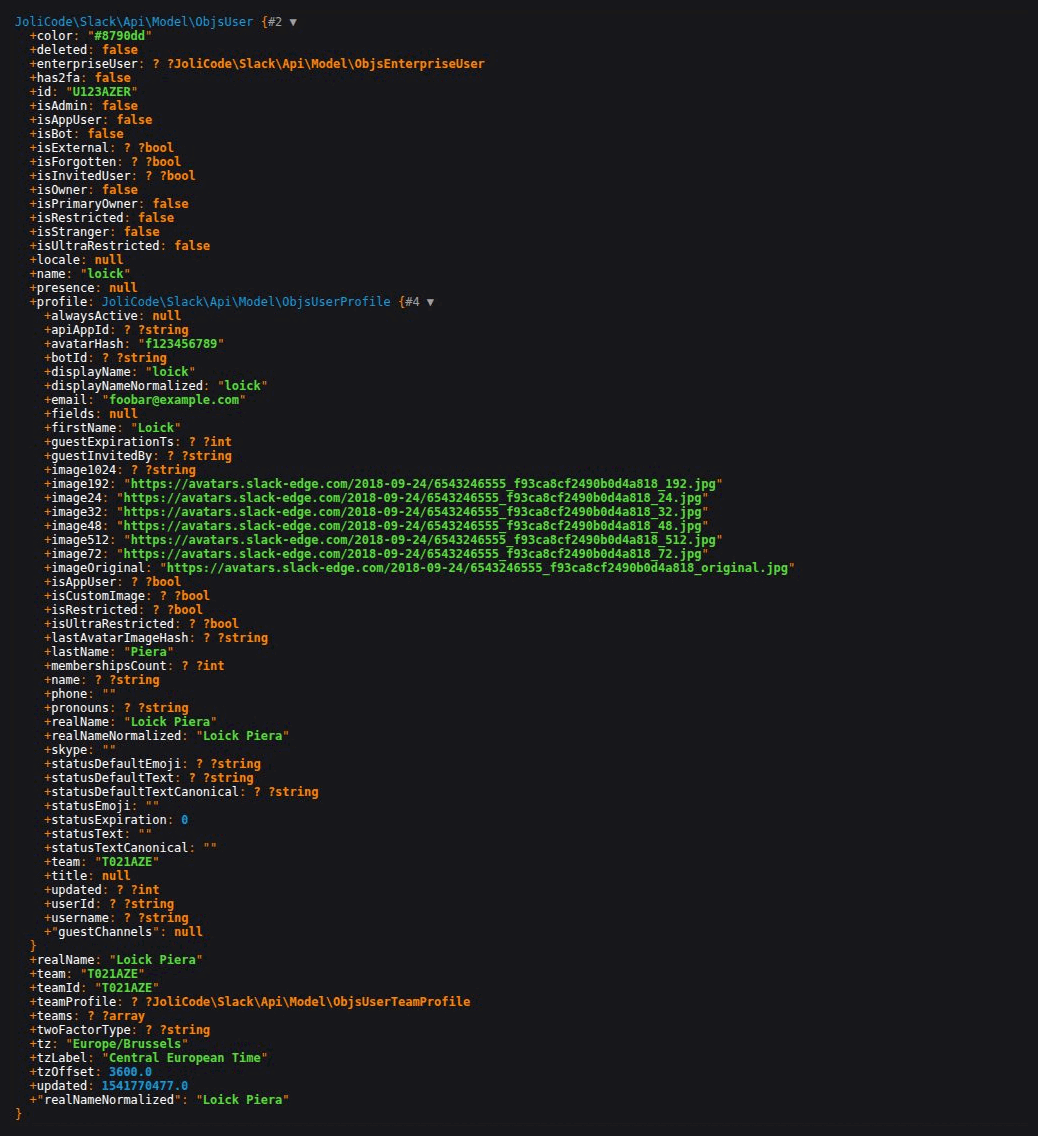 JoliCode\Slack\Api\Model\ObjsUser {#2 ▼
  +color: "#8790dd"
  +deleted: false
  +enterpriseUser: ? ?JoliCode\Slack\Api\Model\ObjsEnterpriseUser
  +has2fa: false
  +id: "U123AZER"
  +isAdmin: false
  +isAppUser: false
  +isBot: false
  +isExternal: ? ?bool
  +isForgotten: ? ?bool
  +isInvitedUser: ? ?bool
  +isOwner: false
  +isPrimaryOwner: false
  +isRestricted: false
  +isStranger: false
  +isUltraRestricted: false
  +locale: null
  +name: "loick"
  +presence: null
  +profile: JoliCode\Slack\Api\Model\ObjsUserProfile {#4 ▼
    +alwaysActive: null
    +apiAppId: ? ?string
    +avatarHash: "f123456789"
    +botId: ? ?string
    +displayName: "loick"
    +displayNameNormalized: "loick"
    +email: "foobar@example.com"
    +fields: null
    +firstName: "Loick"
    +guestExpirationTs: ? ?int
    +guestInvitedBy: ? ?string
    +image1024: ? ?string
    +image192: "https://avatars.slack-edge.com/2018-09-24/6543246555_f93ca8cf2490b0d4a818_192.jpg"
    +image24: "https://avatars.slack-edge.com/2018-09-24/6543246555_f93ca8cf2490b0d4a818_24.jpg"
    +image32: "https://avatars.slack-edge.com/2018-09-24/6543246555_f93ca8cf2490b0d4a818_32.jpg"
    +image48: "https://avatars.slack-edge.com/2018-09-24/6543246555_f93ca8cf2490b0d4a818_48.jpg"
    +image512: "https://avatars.slack-edge.com/2018-09-24/6543246555_f93ca8cf2490b0d4a818_512.jpg"
    +image72: "https://avatars.slack-edge.com/2018-09-24/6543246555_f93ca8cf2490b0d4a818_72.jpg"
    +imageOriginal: "https://avatars.slack-edge.com/2018-09-24/6543246555_f93ca8cf2490b0d4a818_original.jpg"
    +isAppUser: ? ?bool
    +isCustomImage: ? ?bool
    +isRestricted: ? ?bool
    +isUltraRestricted: ? ?bool
    +lastAvatarImageHash: ? ?string
    +lastName: "Piera"
    +membershipsCount: ? ?int
    +name: ? ?string
    +phone: ""
    +pronouns: ? ?string
    +realName: "Loick Piera"
    +realNameNormalized: "Loick Piera"
    +skype: ""
    +statusDefaultEmoji: ? ?string
    +statusDefaultText: ? ?string
    +statusDefaultTextCanonical: ? ?string
    +statusEmoji: ""
    +statusExpiration: 0
    +statusText: ""
    +statusTextCanonical: ""
    +team: "T021AZE"
    +title: null
    +updated: ? ?int
    +userId: ? ?string
    +username: ? ?string
    +"guestChannels": null
  }
  +realName: "Loick Piera"
  +team: "T021AZE"
  +teamId: "T021AZE"
  +teamProfile: ? ?JoliCode\Slack\Api\Model\ObjsUserTeamProfile
  +teams: ? ?array
  +twoFactorType: ? ?string
  +tz: "Europe/Brussels"
  +tzLabel: "Central European Time"
  +tzOffset: 3600.0
  +updated: 1541770477.0
  +"realNameNormalized": "Loick Piera"
}